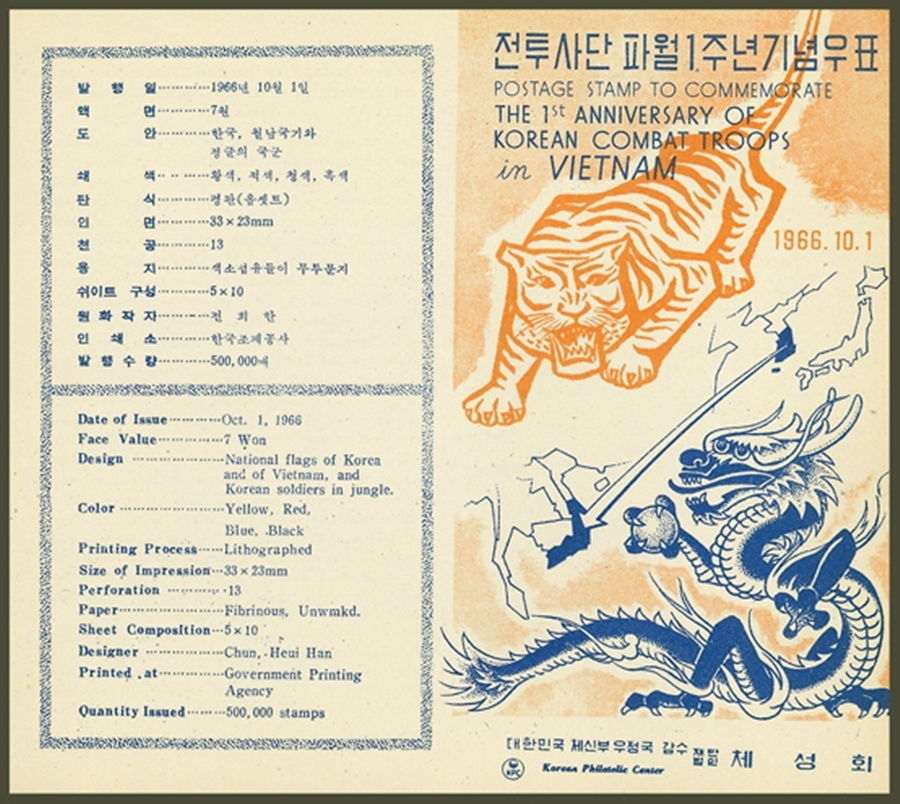 발 행 일 1966년 10월 1일
액 면 7원
도 안 한국, 월남국기와
정글의 국군
쇄 색 황색, 적색, 청색, 흑색
판 식 평판(옵셋트)
인 면 33×23mm
천 공 13
용 지 색소섬유들이 무투문지
쉬이트 구성 5×10
원 화 작 자 전 희 한
인 쇄 소 한국조폐공사
발 행 수 량 500,000매
Date of Issue Oct. 1, 1966
Face Value 7 Won
Design National flags of Korea
and of Vietnam, and
Korean soldiers in jungle.
Color Yellow, Red,
Blue, Black
Printing Process Lithographed
Size of Impression 33×23mm
Perforation 13
Paper Fibrinous, Unwmkd.
Sheet Composition 5×10
Designer Chun, Heui Han
Printed at Government Printing
Agency
Quantity Issued 500,000 stamps
전투사단 파월1주년기념우표
POSTAGE STAMP TO COMMEMORATE
THE 1st ANNIVERSARY OF
KOREAN COMBAT TROOPS
in VIETNAM
1966.10.1
대한민국 체신부우정국 감수 재단법인 체 성 회
KPC Korean Philatelic Center